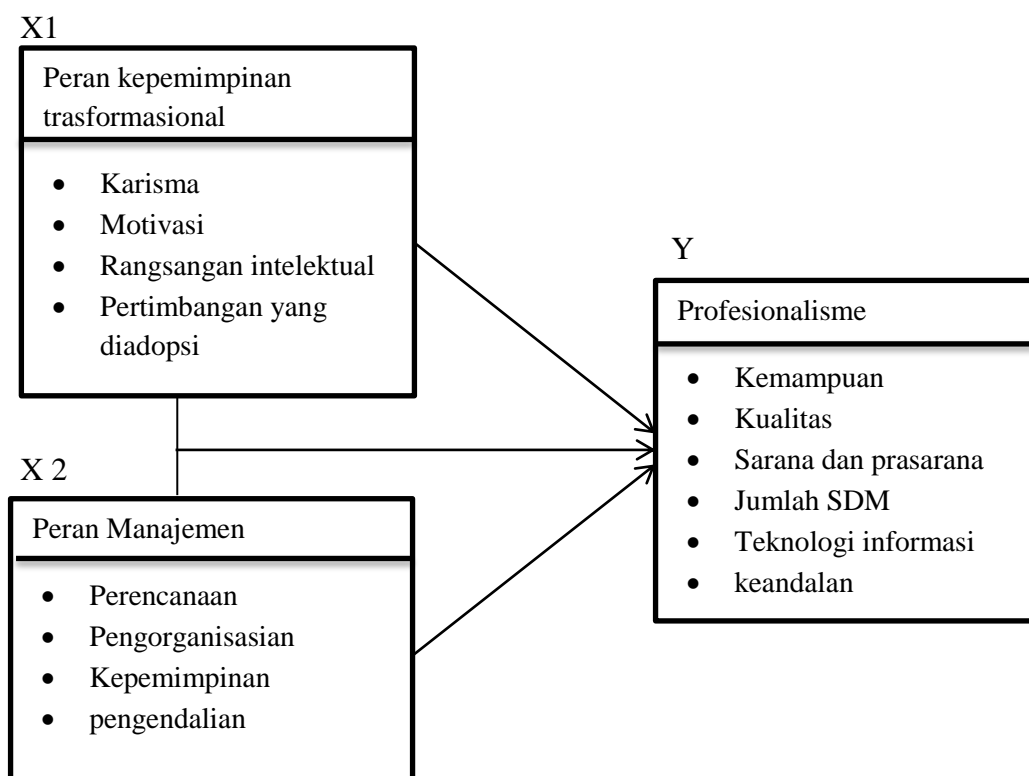 X1
Peran kepemimpinan
trasformasional
• Karisma
• Motivasi
• Rangsangan intelektual
• Pertimbangan yang
diadopsi
X 2
Peran Manajemen
• Perencanaan
• Pengorganisasian
• Kepemimpinan
• pengendalian
Y
Profesionalisme
• Kemampuan
• Kualitas
• Sarana dan prasarana
• Jumlah SDM
• Teknologi informasi
• keandalan